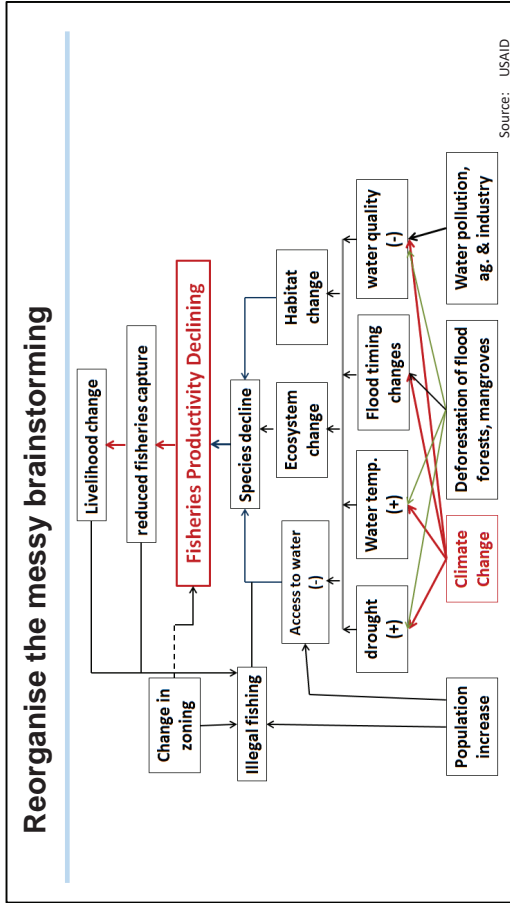 Reorganise the messy brainstorming
Livelihood change
reduced fisheries capture
Change in
zoning
Fisheries Productivity Declining
Illegal fishing
Species decline
Access to water
(-)
Ecosystem
change
Habitat
change
drought
(+)
Water temp.
(+)
Flood timing
changes
water quality
(-)
Population
increase
Climate
Change
Deforestation of flood
forests, mangroves
Water pollution,
ag. & industry
Source: USAID